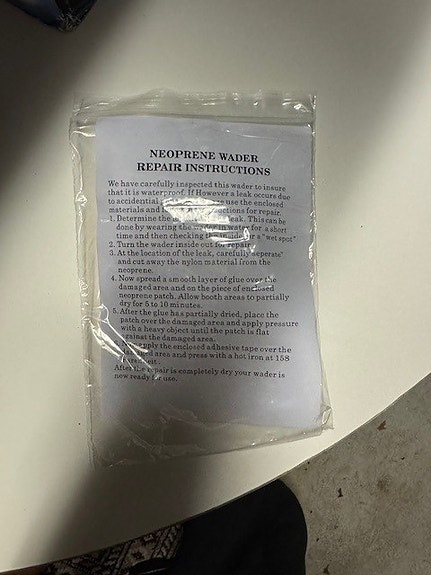 NEOPRENE WADER
REPAIR INSTRUCTIONS
We have carefully inspected this wader to insure
that it is waterproof. If However a leak occure due
to accidential use the enclosed
materials and for repair.
1. Determine the leak. This can be
done by wearing the in water for a short
time and then checking for a "wet spot"
2. Turn the wader inside out for repair
3. At the location of the leak, carefully seperate
and cut away the nylon material from the
neoprene.
4. Now spread a smooth layer of glue over the
damaged area and on the piece of enclosed
neoprene patch. Allow booth areas to partially
dry for 5 to 10 minutes.
5. After the glue has partially dried, place the
patch over the damaged area and apply pressure
with a heavy object until the patch is flat
against the damaged area.
apply the enclosed adhesive tape over the
area and press with a hot iron at 158
After the repair is completely dry your wader is
now ready for use.